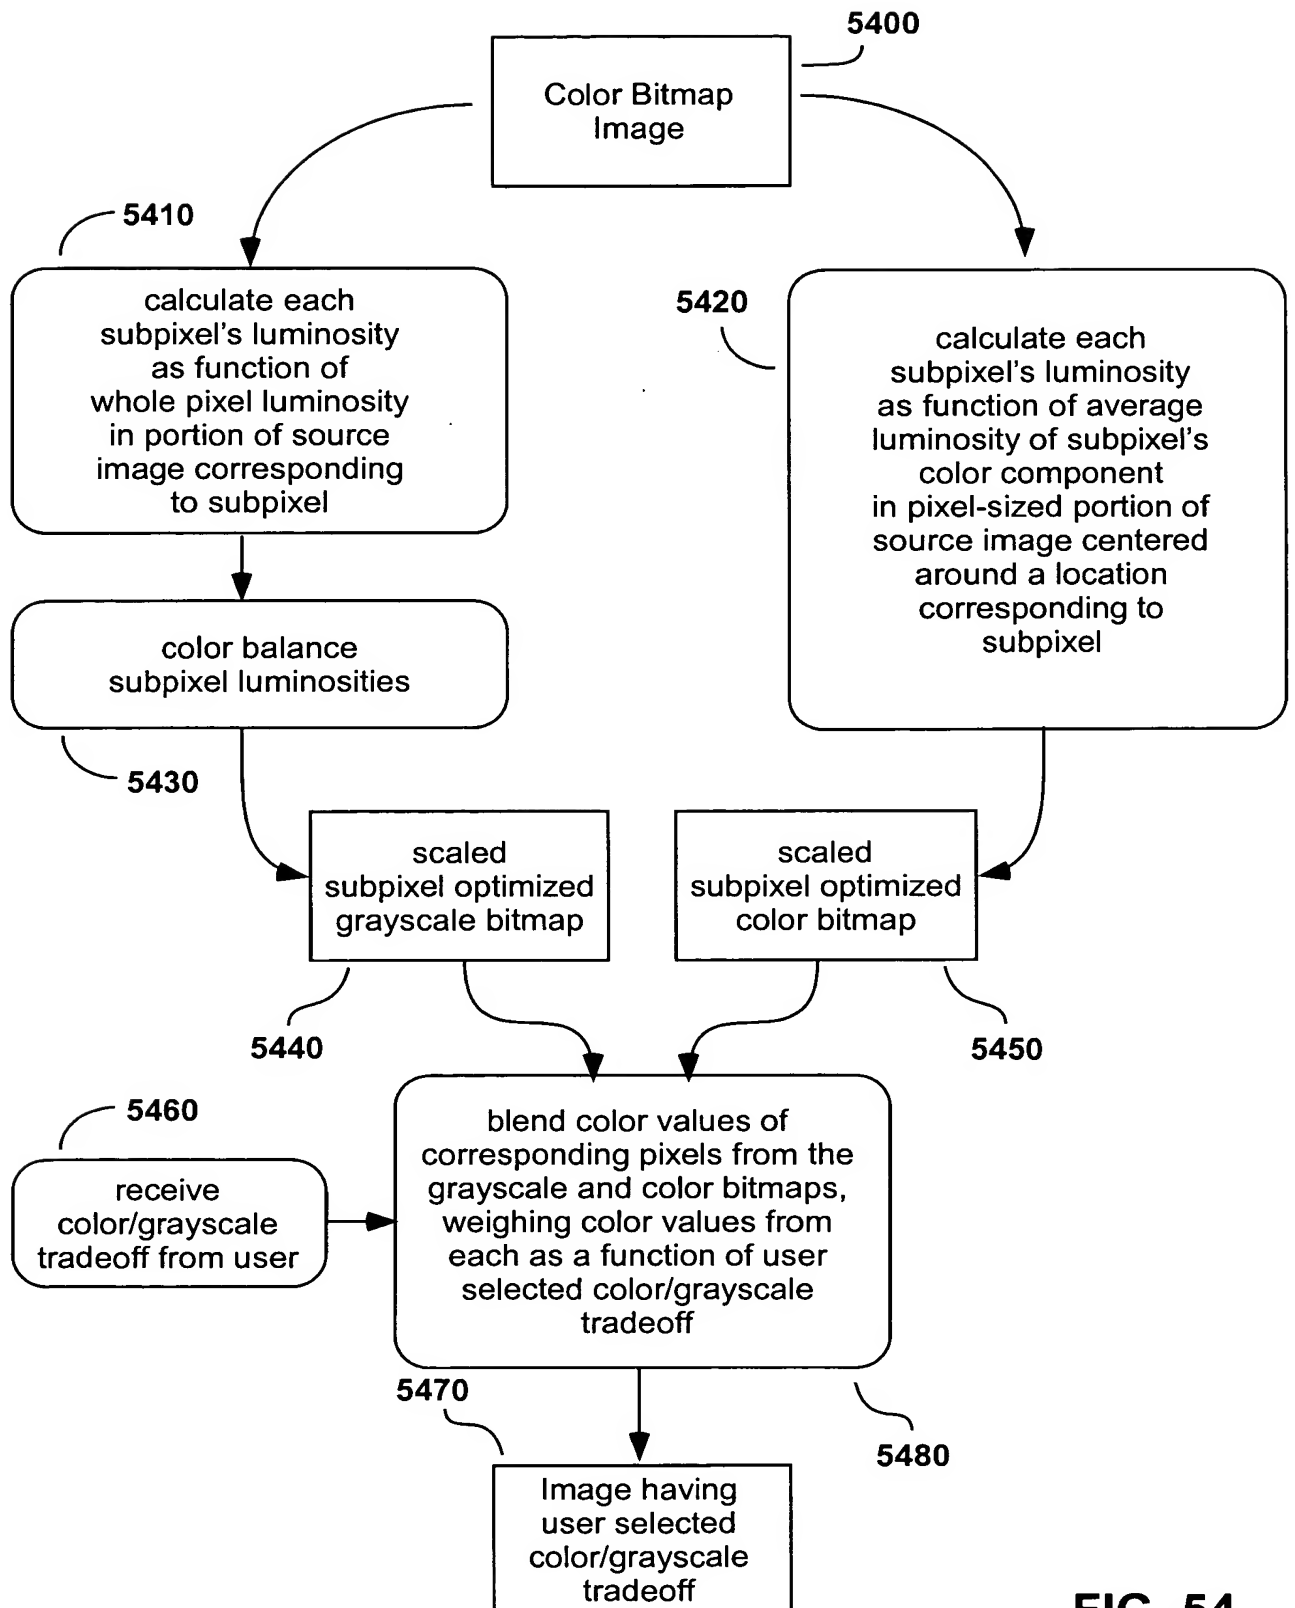 5400
Color Bitmap
Image
5410
calculate each
subpixel's luminosity
as function of
whole pixel luminosity
in portion of source
image corresponding
to subpixel
5420
calculate each
subpixel's luminosity
as function of average
luminosity of subpixel's
color component
in pixel-sized portion of
source image centered
around a location
corresponding to
subpixel
color balance
subpixel luminosities
5430
scaled
subpixel optimized
grayscale bitmap
scaled
subpixel optimized
color bitmap
5440
5450
5460
receive
color/grayscale
tradeoff from user
blend color values of
corresponding pixels from the
grayscale and color bitmaps,
weighing color values from
each as a function of user
selected color/grayscale
tradeoff
5470
5480
Image having
user selected
color/grayscale
tradeoff
FIG. 54